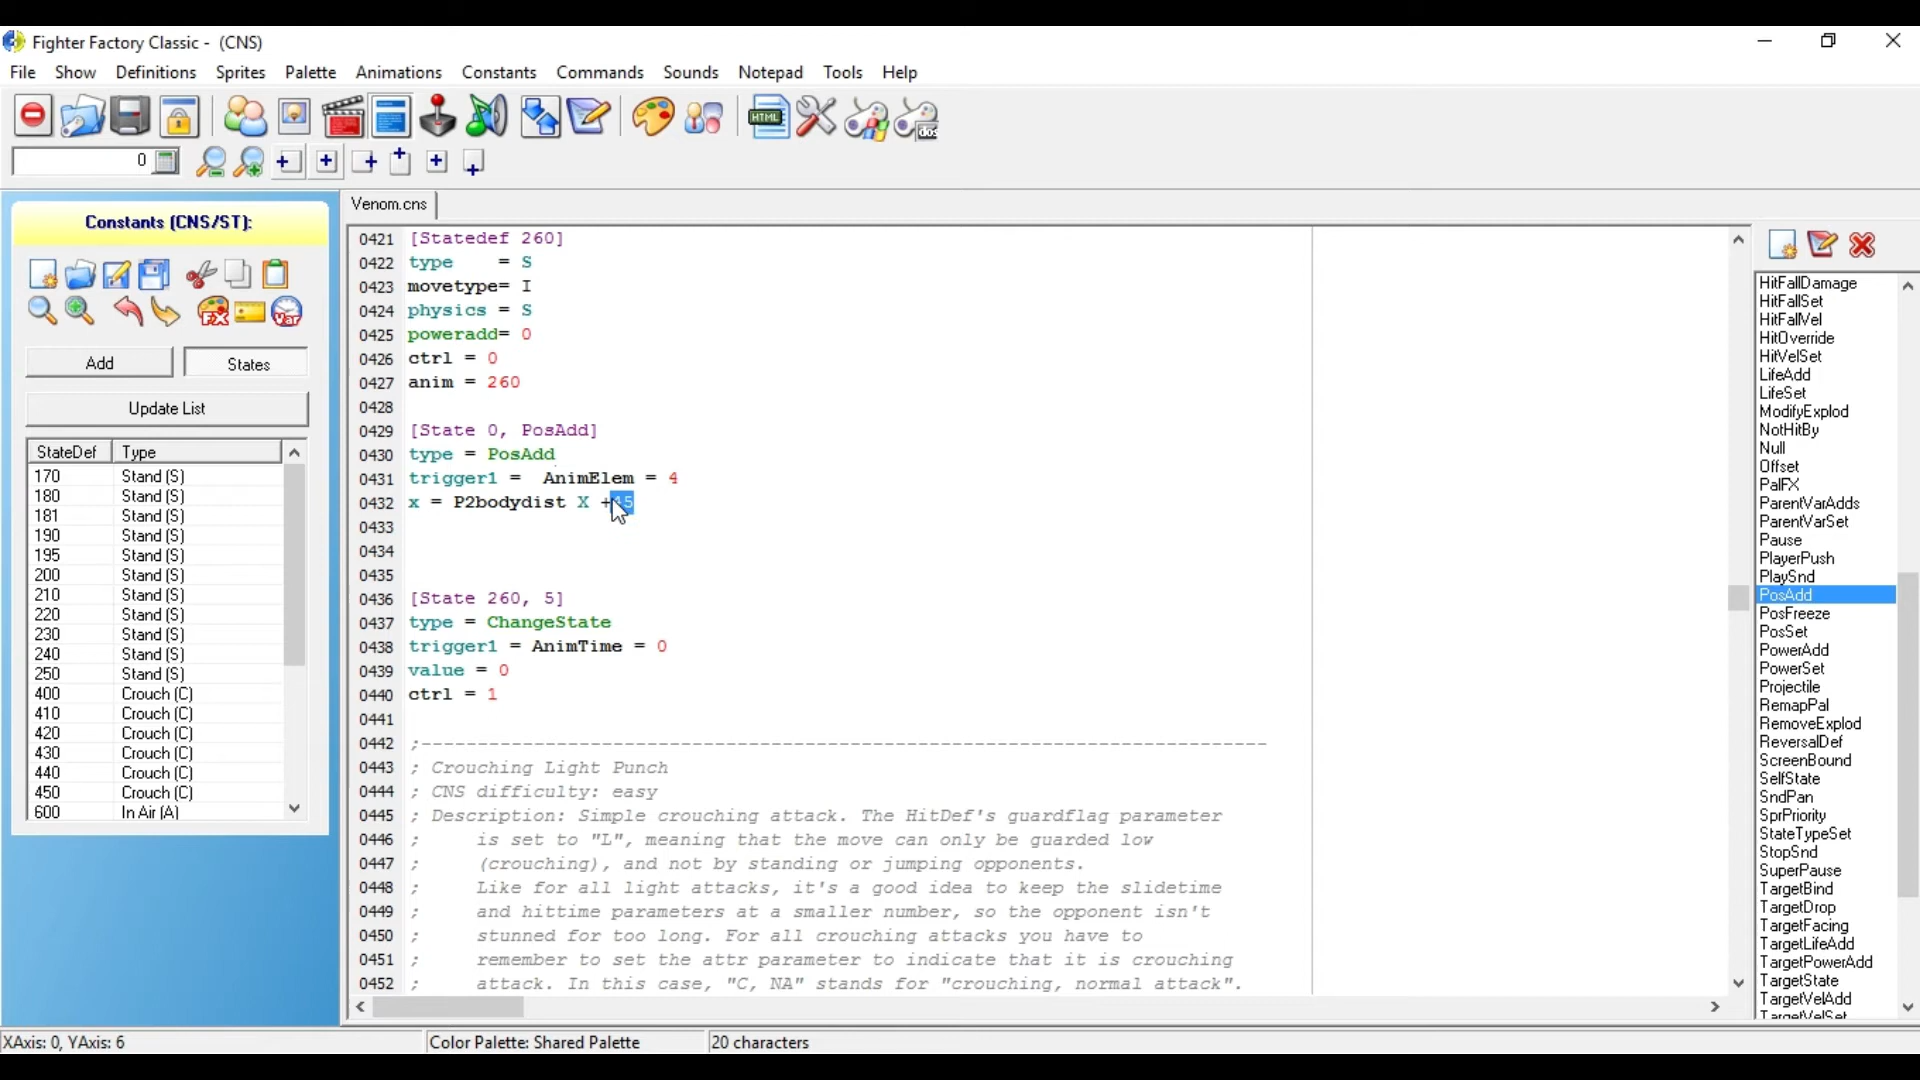 Fighter Factory Classic - (CNS)
File Show Definitions Sprites Palette Animations Constants Commands Sounds Notepad Tools Help
HTML
dos
0
Constants (CNS/ST):
FX
Var
Add
States
Update List
StateDef Type
170 Stand (S)
180 Stand (S)
181 Stand (S)
190 Stand (S)
195 Stand (S)
200 Stand (S)
210 Stand (S)
220 Stand (S)
230 Stand (S)
240 Stand (S)
250 Stand (S)
400 Crouch (C)
410 Crouch (C)
420 Crouch (C)
430 Crouch (C)
440 Crouch (C)
450 Crouch (C)
600 In Air (A)
Venom.cns
0421 [Statedef 260]
0422 type    = S
0423 movetype= I
0424 physics = S
0425 poweradd= 0
0426 ctrl = 0
0427 anim = 260
0428
0429 [State 0, PosAdd]
0430 type = PosAdd
0431 trigger1 =  AnimElem = 4
0432 x = P2bodydist X +
0433
0434
0435
0436 [State 260, 5]
0437 type = ChangeState
0438 trigger1 = AnimTime = 0
0439 value = 0
0440 ctrl = 1
0441
0442 ;---------------------------------------------------------------------------
0443 ; Crouching Light Punch
0444 ; CNS difficulty: easy
0445 ; Description: Simple crouching attack. The HitDef's guardflag parameter
0446 ;     is set to "L", meaning that the move can only be guarded low
0447 ;     (crouching), and not by standing or jumping opponents.
0448 ;     Like for all light attacks, it's a good idea to keep the slidetime
0449 ;     and hittime parameters at a smaller number, so the opponent isn't
0450 ;     stunned for too long. For all crouching attacks you have to
0451 ;     remember to set the attr parameter to indicate that it is crouching
0452 ;     attack. In this case, "C, NA" stands for "crouching, normal attack".
HitFallDamage
HitFallSet
HitFallVel
HitOverride
HitVelSet
LifeAdd
LifeSet
ModifyExplod
NotHitBy
Null
Offset
PalFX
ParentVarAdds
ParentVarSet
Pause
PlayerPush
PlaySnd
PosAdd
PosFreeze
PosSet
PowerAdd
PowerSet
Projectile
RemapPal
RemoveExplod
ReversalDef
ScreenBound
SelfState
SndPan
SprPriority
StateTypeSet
StopSnd
SuperPause
TargetBind
TargetDrop
TargetFacing
TargetLifeAdd
TargetPowerAdd
TargetState
TargetVelAdd
TargetVelSet
XAxis: 0, YAxis: 6
Color Palette: Shared Palette
20 characters